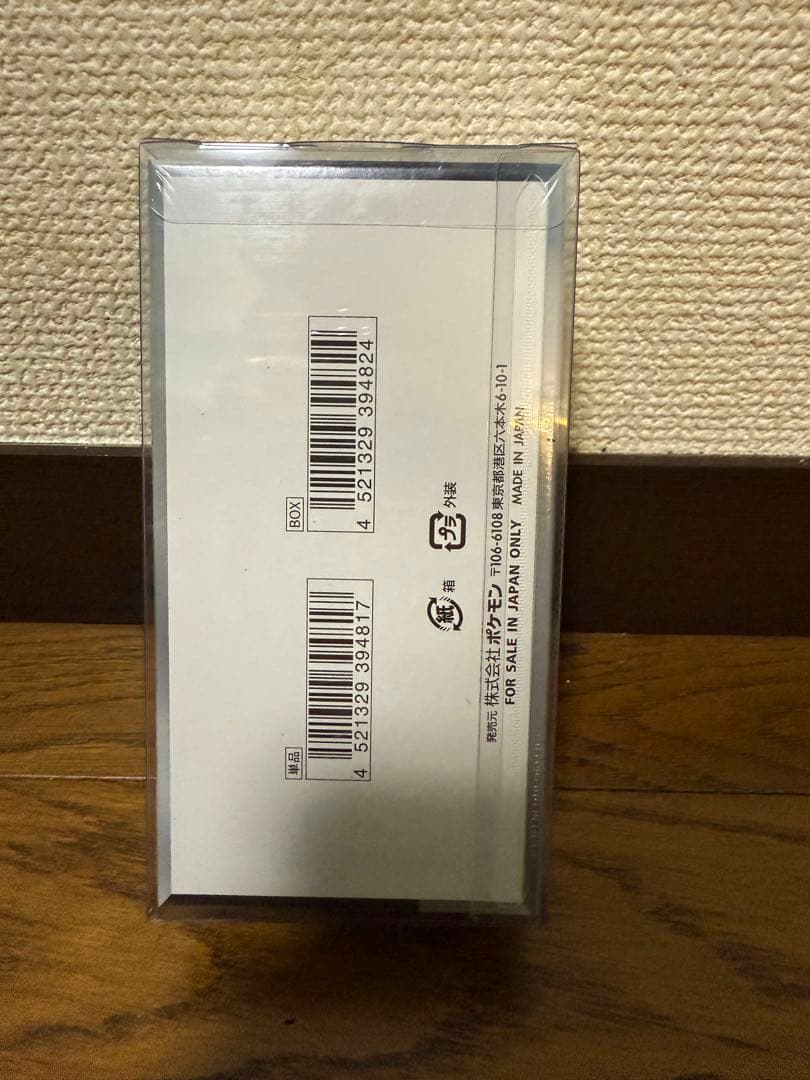 単品
4 521329 394817
BOX
4 521329 394824
紙 箱
プラ 外装
発売元 株式会社 ポケモン 〒106-6108 東京都港区六本木6-10-1
FOR SALE IN JAPAN ONLY MADE IN JAPAN